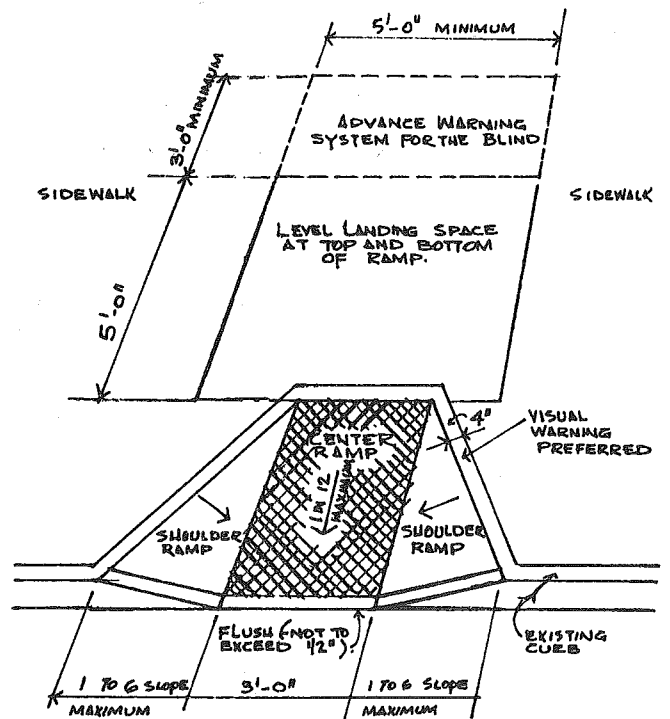 5'-0" MINIMUM
3'-0" MINIMUM
ADVANCE WARNING
SYSTEM FOR THE BLIND
SIDEWALK
SIDEWALK
LEVEL LANDING SPACE
AT TOP AND BOTTOM
OF RAMP.
5'-0"
4"
VISUAL
WARNING
PREFERRED
CENTER
RAMP
1 IN 12
MAXIMUM
SHOULDER
RAMP
SHOULDER
RAMP
FLUSH (NOT TO
EXCEED 1/2").
EXISTING
CURB
1 TO 6 SLOPE
MAXIMUM
3'-0"
1 TO 6 SLOPE
MAXIMUM